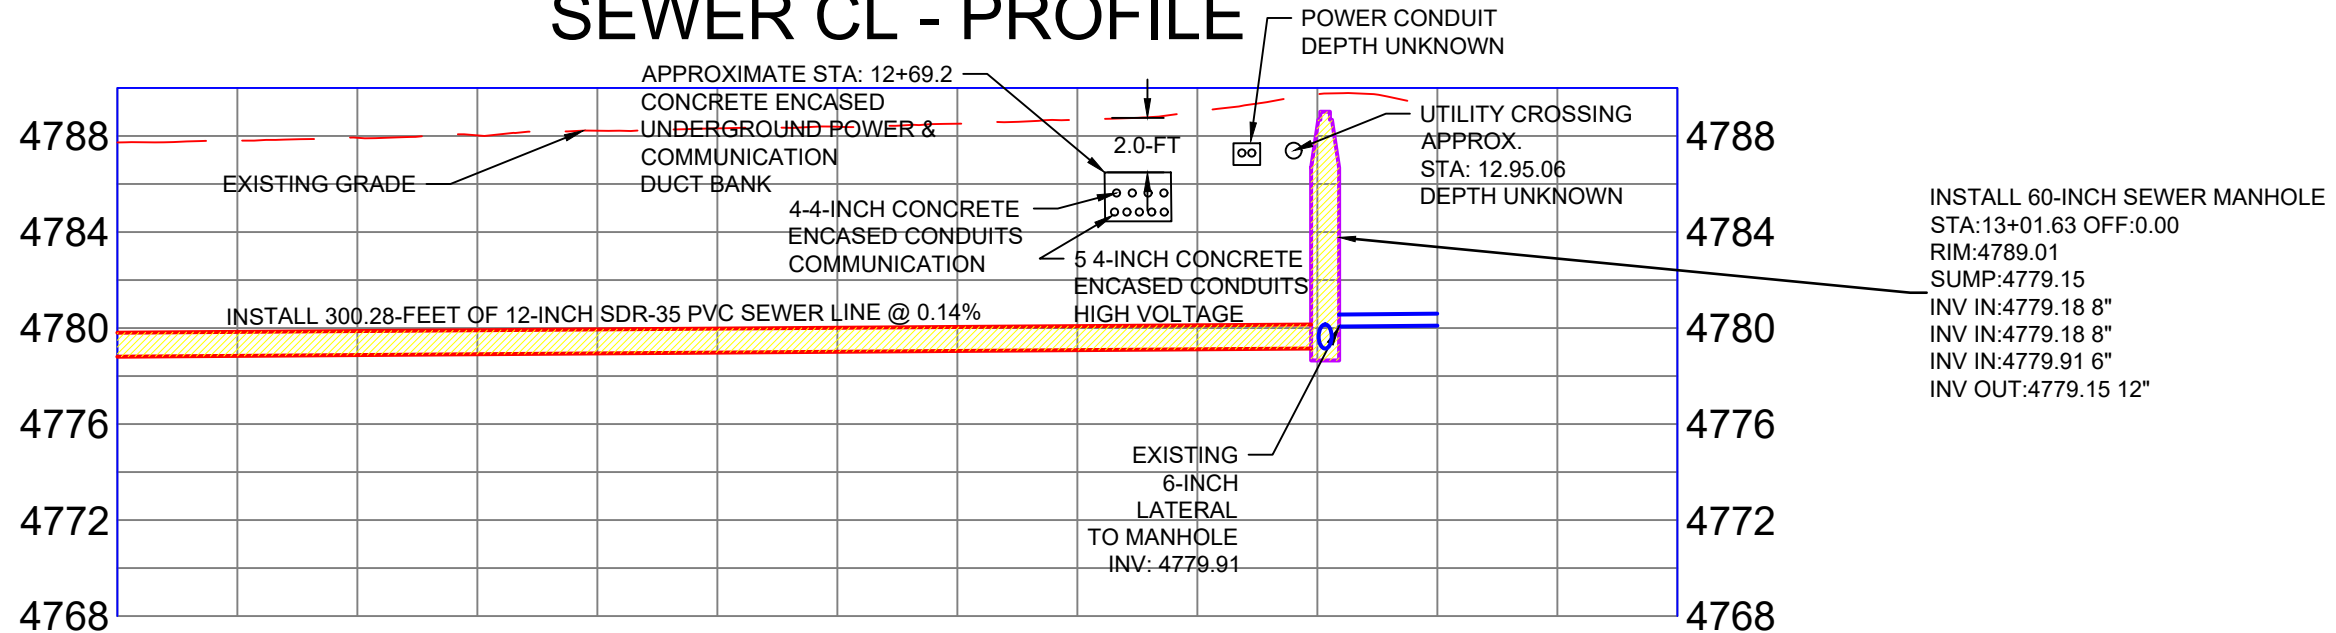 SEWER CL - PROFILE
POWER CONDUIT
DEPTH UNKNOWN
APPROXIMATE STA: 12+69.2
CONCRETE ENCASED
UNDERGROUND POWER &
COMMUNICATION
DUCT BANK
EXISTING GRADE
2.0-FT
UTILITY CROSSING
APPROX.
STA: 12.95.06
DEPTH UNKNOWN
4-4-INCH CONCRETE
ENCASED CONDUITS
COMMUNICATION
5 4-INCH CONCRETE
ENCASED CONDUITS
HIGH VOLTAGE
INSTALL 300.28-FEET OF 12-INCH SDR-35 PVC SEWER LINE @ 0.14%
INSTALL 60-INCH SEWER MANHOLE
STA:13+01.63 OFF:0.00
RIM:4789.01
SUMP:4779.15
INV IN:4779.18 8"
INV IN:4779.18 8"
INV IN:4779.91 6"
INV OUT:4779.15 12"
EXISTING
6-INCH
LATERAL
TO MANHOLE
INV: 4779.91
4788
4784
4780
4776
4772
4768
4788
4784
4780
4776
4772
4768